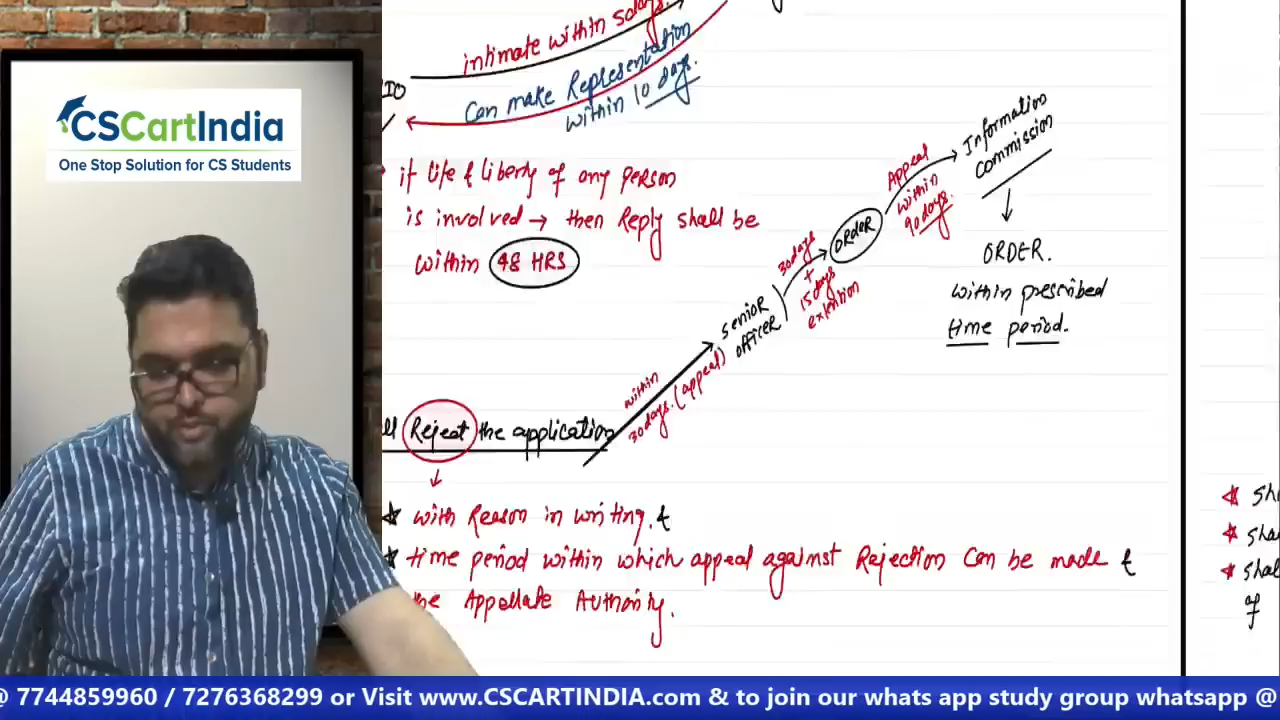 CSCartIndia
One Stop Solution for CS Students
intimate within 5 days.
Can make Representation
within 10 days.
if life & liberty of any person
is involved → then Reply shall be
within 48 HRS
Reject the application
within
30 days. (appeal)
senior
officer
30 days
+
15 days
extention
ORDER
Appeal
within
90 days.
Information
commission
ORDER.
within prescribed
time period.
with Reason in writing. &
time period within which appeal against Rejection can be made &
the Appellate Authority.
of
@ 7744859960 / 7276368299 or Visit www.CSCARTINDIA.com & to join our whats app study group whatsapp @